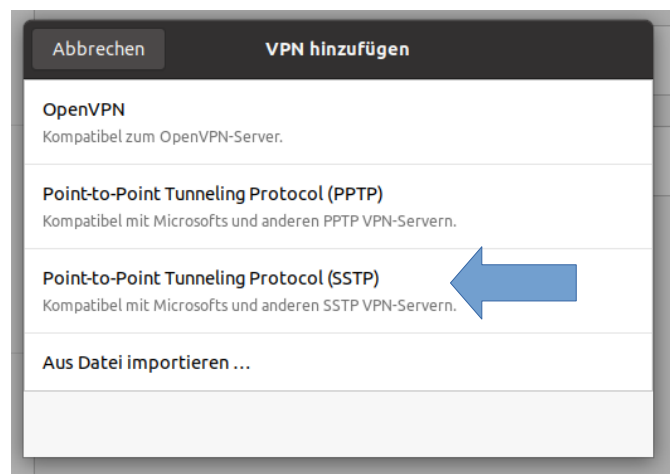 Abbrechen
VPN hinzufügen
OpenVPN
Kompatibel zum OpenVPN-Server.
Point-to-Point Tunneling Protocol (PPTP)
Kompatibel mit Microsofts und anderen PPTP VPN-Servern.
Point-to-Point Tunneling Protocol (SSTP)
Kompatibel mit Microsofts und anderen SSTP VPN-Servern.
Aus Datei importieren …